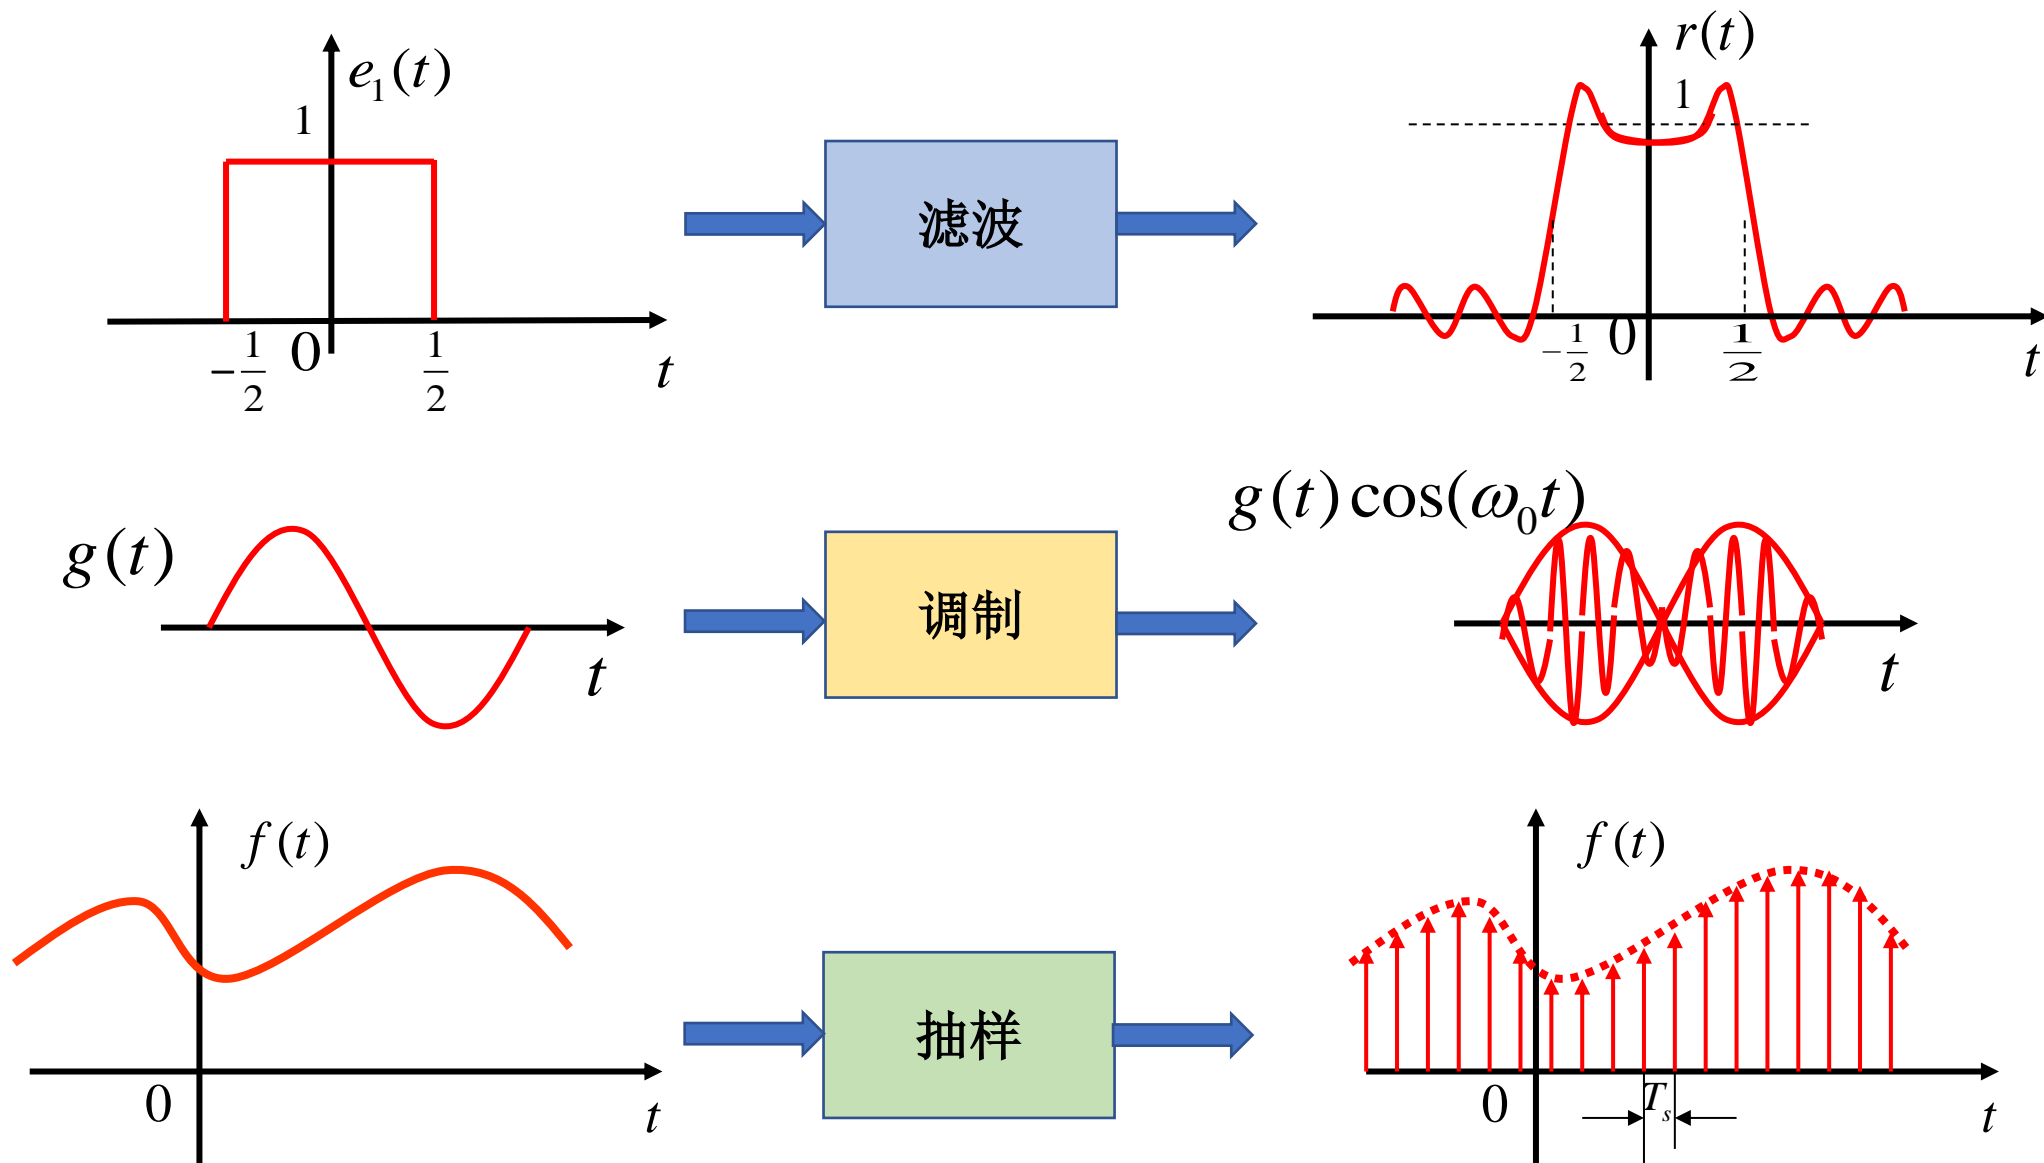 e₁(t)
1
-1/2 0 1/2 t
滤波
r(t)
1
-1/2 0 1/2 t
g(t)
t
调制
g(t)cos(ω₀t)
t
f(t)
0 t
抽样
f(t)
0 Tₛ t